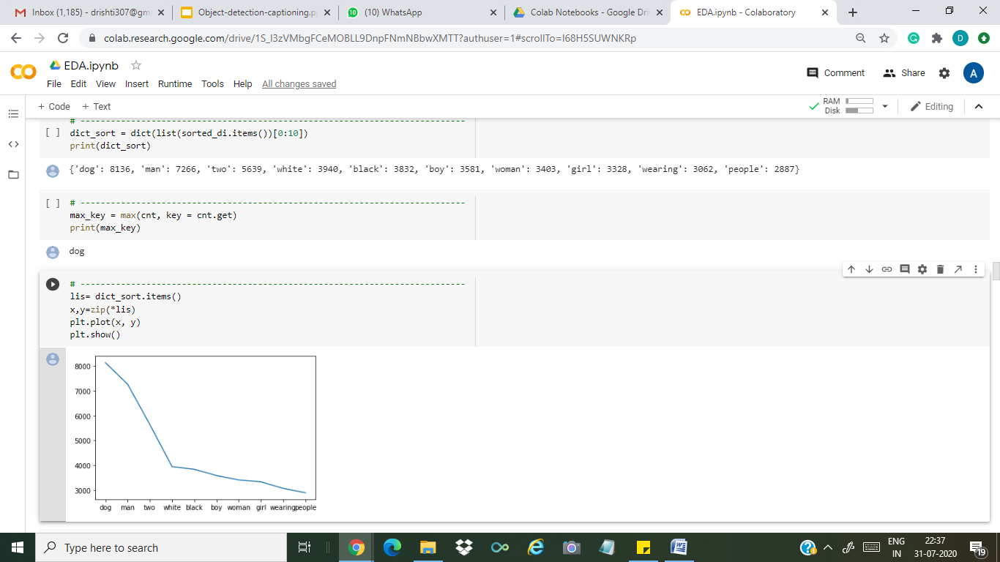 Inbox (1,185) - drishti307@gm
Object-detection-captioning.p
10 (10) WhatsApp
Colab Notebooks - Google Dri
EDA.ipynb - Colaboratory
colab.research.google.com/drive/1S_I3zVMbgFCeMOBLL9DnpFNmNBbwXMTT?authuser=1#scrollTo=I68H5SUWNKRp
G
D
EDA.ipynb
File Edit View Insert Runtime Tools Help All changes saved
Comment Share A
+ Code + Text
RAM
Disk
Editing
# -------------------------------------------------------------------------
[ ] dict_sort = dict(list(sorted_di.items())[0:10])
print(dict_sort)
{'dog': 8136, 'man': 7266, 'two': 5639, 'white': 3940, 'black': 3832, 'boy': 3581, 'woman': 3403, 'girl': 3328, 'wearing': 3062, 'people': 2887}
[ ] # -------------------------------------------------------------------------
max_key = max(cnt, key = cnt.get)
print(max_key)
dog
# -------------------------------------------------------------------------
lis= dict_sort.items()
x,y=zip(*lis)
plt.plot(x, y)
plt.show()
8000
7000
6000
5000
4000
3000
dog man two white black boy woman girl wearing people
Type here to search
W
ENG
IN
22:37
31-07-2020
19